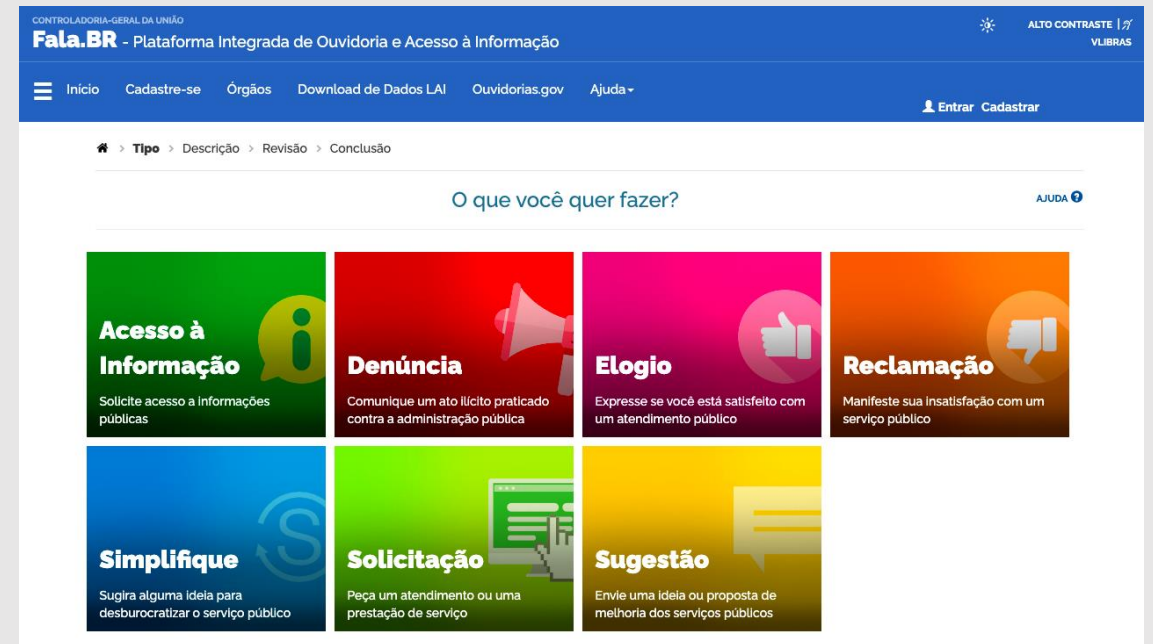 CONTROLADORIA-GERAL DA UNIÃO
Fala.BR - Plataforma Integrada de Ouvidoria e Acesso à Informação
ALTO CONTRASTE |
VLIBRAS
Início Cadastre-se Órgãos Download de Dados LAI Ouvidorias.gov Ajuda
Entrar Cadastrar
> Tipo > Descrição > Revisão > Conclusão
O que você quer fazer?
AJUDA ?
Acesso à
Informação
Solicite acesso a informações
públicas
Denúncia
Comunique um ato ilícito praticado
contra a administração pública
Elogio
Expresse se você está satisfeito com
um atendimento público
Reclamação
Manifeste sua insatisfação com um
serviço público
Simplifique
Sugira alguma ideia para
desburocratizar o serviço público
Solicitação
Peça um atendimento ou uma
prestação de serviço
Sugestão
Envie uma ideia ou proposta de
melhoria dos serviços públicos